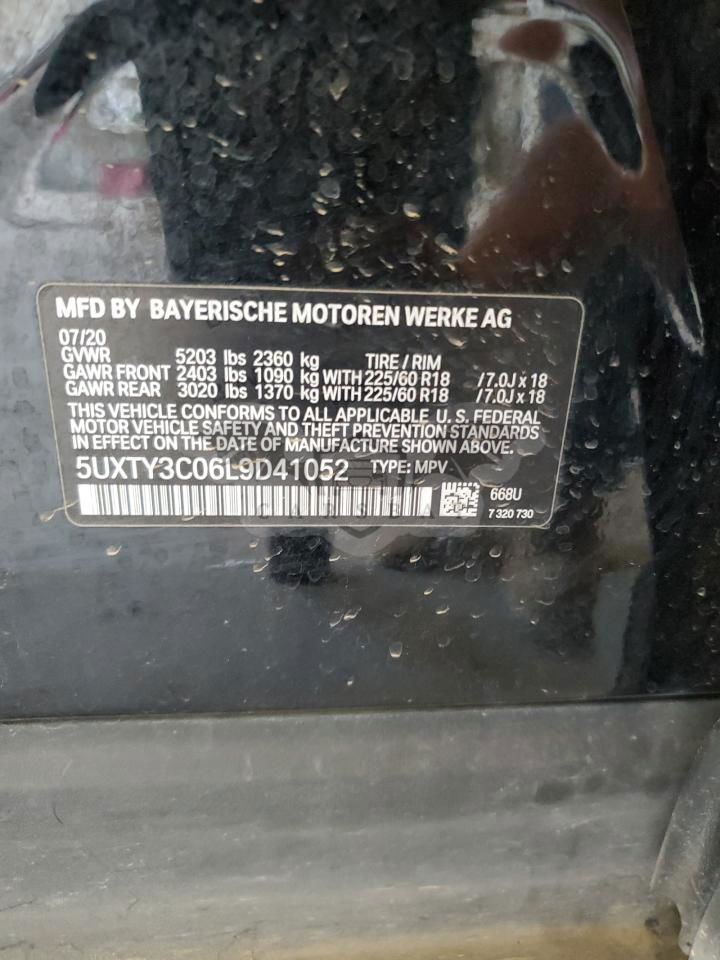 MFD BY BAYERISCHE MOTOREN WERKE AG
07/20
GVWR 5203 lbs 2360 kg TIRE / RIM
GAWR FRONT 2403 lbs 1090 kg WITH 225/60 R18 /7.0J x 18
GAWR REAR 3020 lbs 1370 kg WITH 225/60 R18 /7.0J x 18
THIS VEHICLE CONFORMS TO ALL APPLICABLE U. S. FEDERAL
MOTOR VEHICLE SAFETY AND THEFT PREVENTION STANDARDS
IN EFFECT ON THE DATE OF MANUFACTURE SHOWN ABOVE.
5UXTY3C06L9D41052 TYPE: MPV
668U
7 320 730